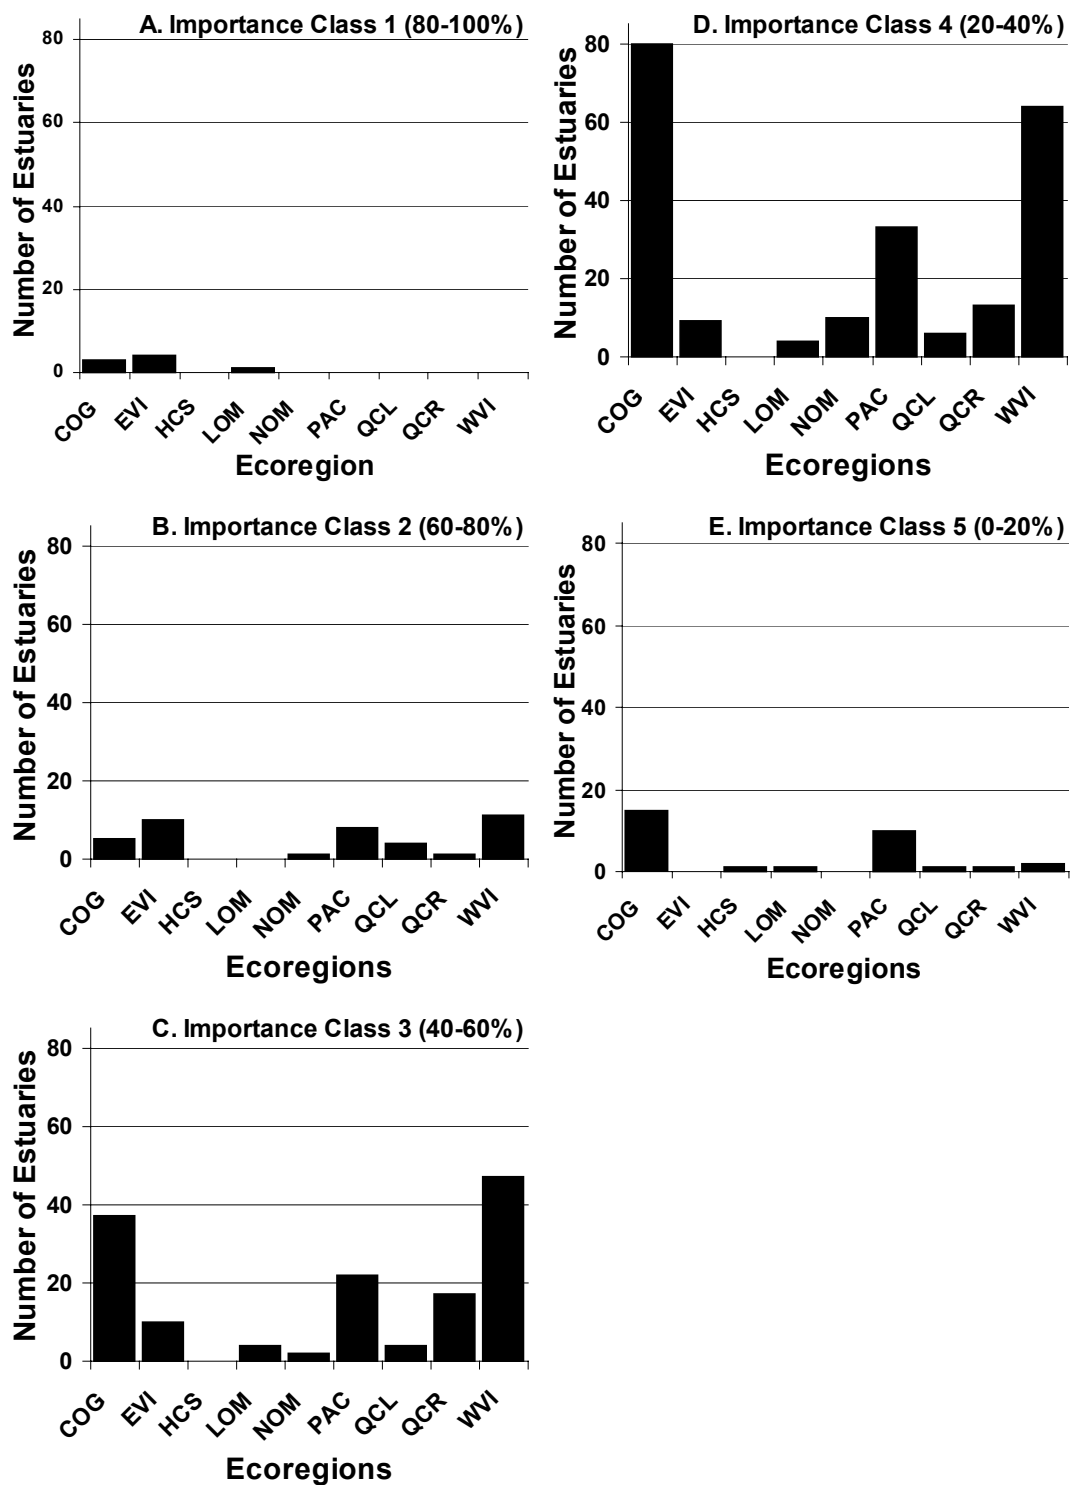 A. Importance Class 1 (80-100%)
Number of Estuaries
80
60
40
20
0
COG EVI HCS LOM NOM PAC QCL QCR WVI
Ecoregion
B. Importance Class 2 (60-80%)
Number of Estuaries
80
60
40
20
0
COG EVI HCS LOM NOM PAC QCL QCR WVI
Ecoregions
C. Importance Class 3 (40-60%)
Number of Estuaries
80
60
40
20
0
COG EVI HCS LOM NOM PAC QCL QCR WVI
Ecoregions
D. Importance Class 4 (20-40%)
Number of Estuaries
80
60
40
20
0
COG EVI HCS LOM NOM PAC QCL QCR WVI
Ecoregions
E. Importance Class 5 (0-20%)
Number of Estuaries
80
60
40
20
0
COG EVI HCS LOM NOM PAC QCL QCR WVI
Ecoregions